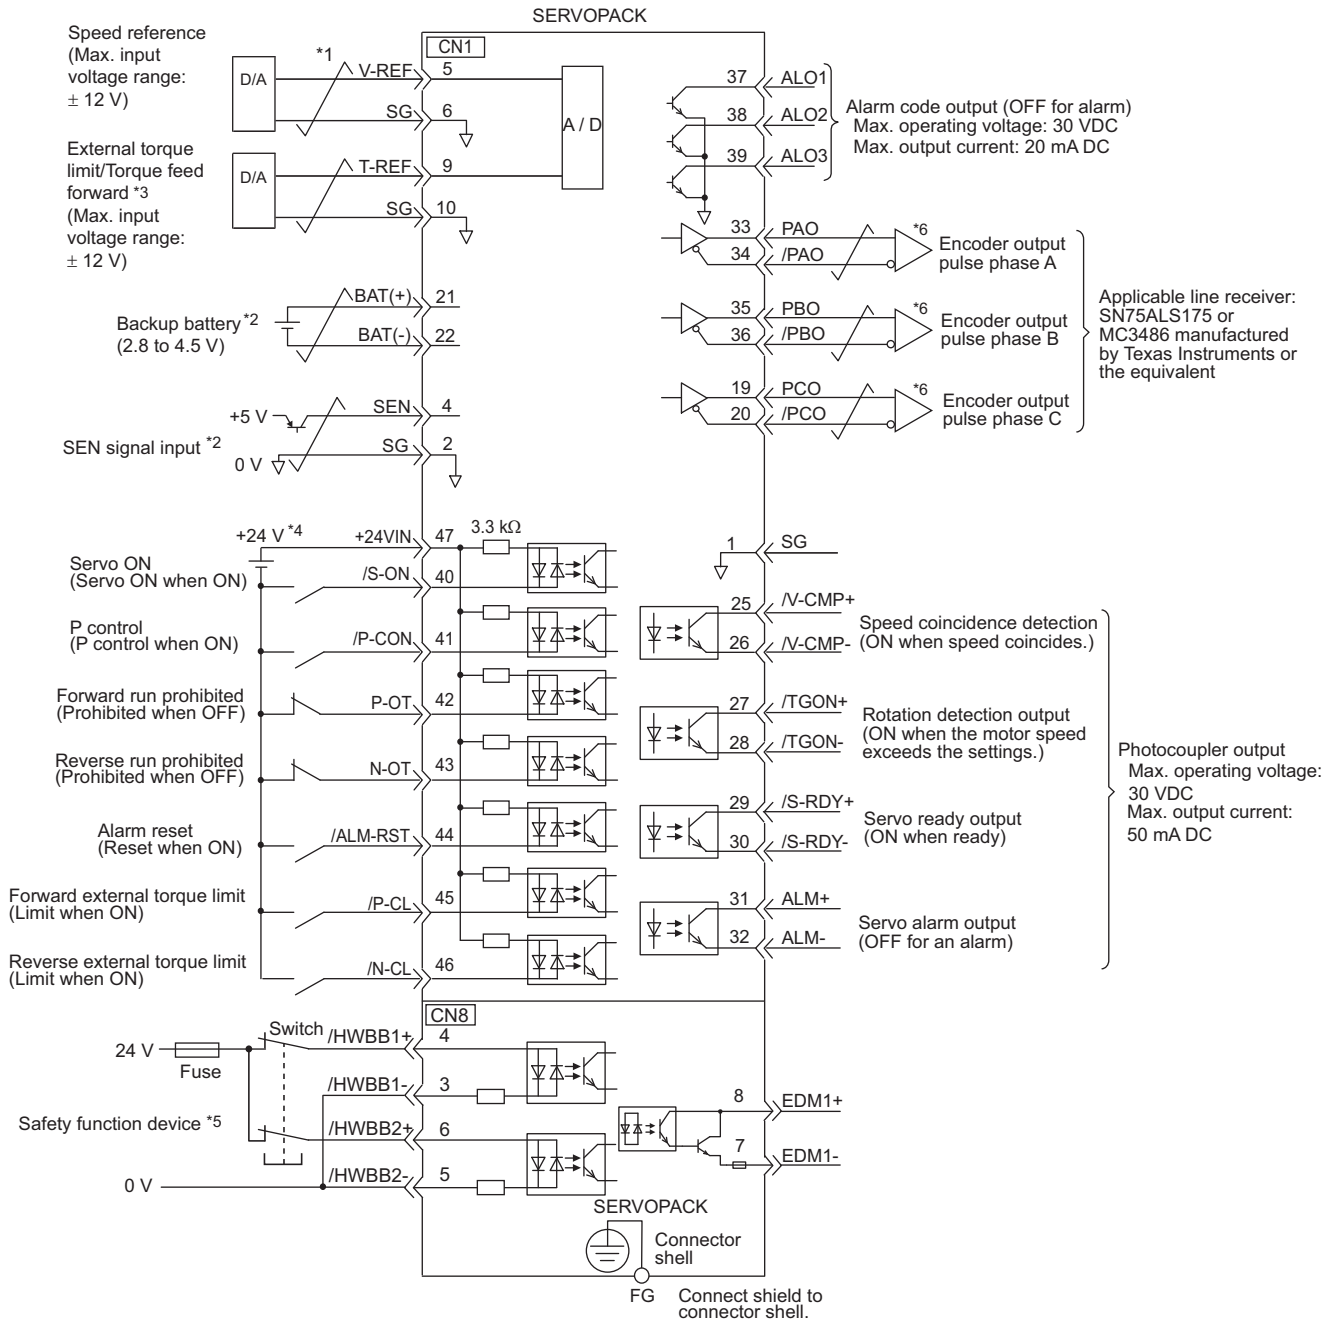 SERVOPACK
Speed reference
(Max. input
voltage range:
± 12 V)
D/A
*1
V-REF
SG
CN1
5
6
A / D
External torque
limit/Torque feed
forward *3
(Max. input
voltage range:
± 12 V)
D/A
T-REF
SG
9
10
Backup battery *2
(2.8 to 4.5 V)
BAT(+)
BAT(-)
21
22
SEN signal input *2
+5 V
0 V
SEN
SG
4
2
+24 V *4
+24VIN
47
3.3 kΩ
Servo ON
(Servo ON when ON)
/S-ON
40
P control
(P control when ON)
/P-CON
41
Forward run prohibited
(Prohibited when OFF)
P-OT
42
Reverse run prohibited
(Prohibited when OFF)
N-OT
43
Alarm reset
(Reset when ON)
/ALM-RST
44
Forward external torque limit
(Limit when ON)
/P-CL
45
Reverse external torque limit
(Limit when ON)
/N-CL
46
37
ALO1
38
ALO2
39
ALO3
Alarm code output (OFF for alarm)
Max. operating voltage: 30 VDC
Max. output current: 20 mA DC
33
PAO
34
/PAO
*6
Encoder output
pulse phase A
35
PBO
36
/PBO
*6
Encoder output
pulse phase B
19
PCO
20
/PCO
*6
Encoder output
pulse phase C
Applicable line receiver:
SN75ALS175 or
MC3486 manufactured
by Texas Instruments or
the equivalent
1
SG
25
/V-CMP+
26
/V-CMP-
Speed coincidence detection
(ON when speed coincides.)
27
/TGON+
28
/TGON-
Rotation detection output
(ON when the motor speed
exceeds the settings.)
29
/S-RDY+
30
/S-RDY-
Servo ready output
(ON when ready)
31
ALM+
32
ALM-
Servo alarm output
(OFF for an alarm)
Photocoupler output
Max. operating voltage:
30 VDC
Max. output current:
50 mA DC
CN8
24 V
Fuse
Switch
Safety function device *5
0 V
/HWBB1+
4
/HWBB1-
3
/HWBB2+
6
/HWBB2-
5
8
EDM1+
7
EDM1-
SERVOPACK
Connector
shell
FG
Connect shield to
connector shell.